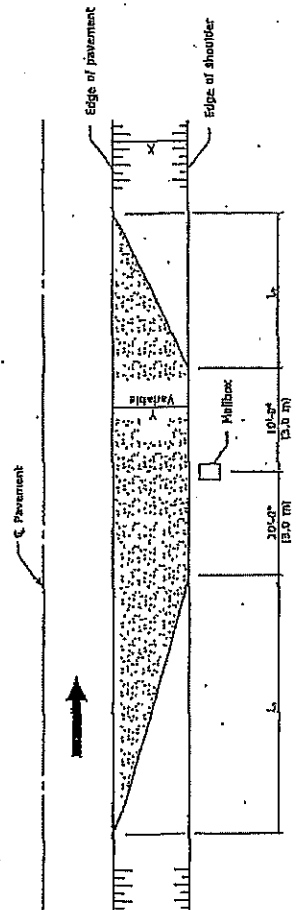 ℄ Pavement
Edge of pavement
Edge of shoulder
X
Variable
Y
Mailbox
10'-0"
(3.0 m)
10'-0"
(3.0 m)